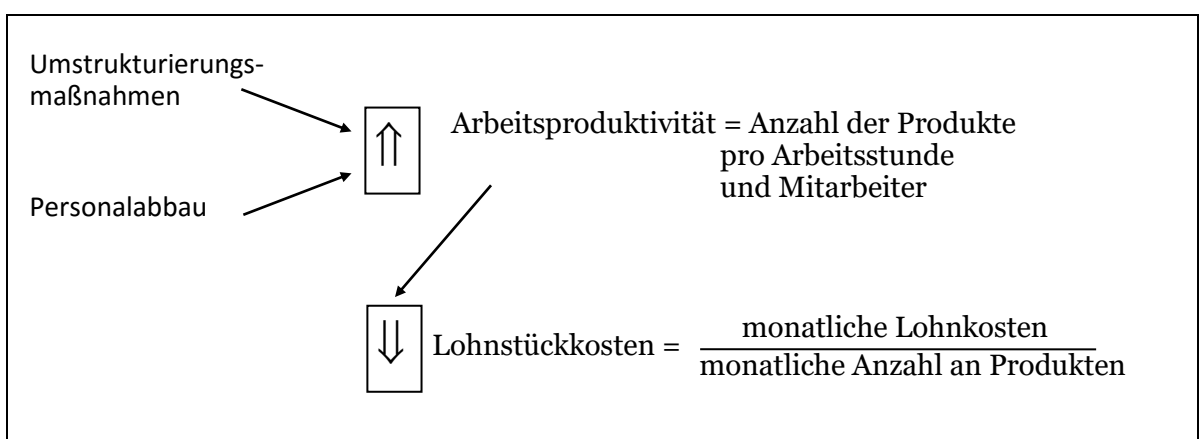 Umstrukturierungs-
maßnahmen
⇑ Arbeitsproduktivität = Anzahl der Produkte
pro Arbeitsstunde
und Mitarbeiter
Personalabbau
⇓ Lohnstückkosten = monatliche Lohnkosten
monatliche Anzahl an Produkten